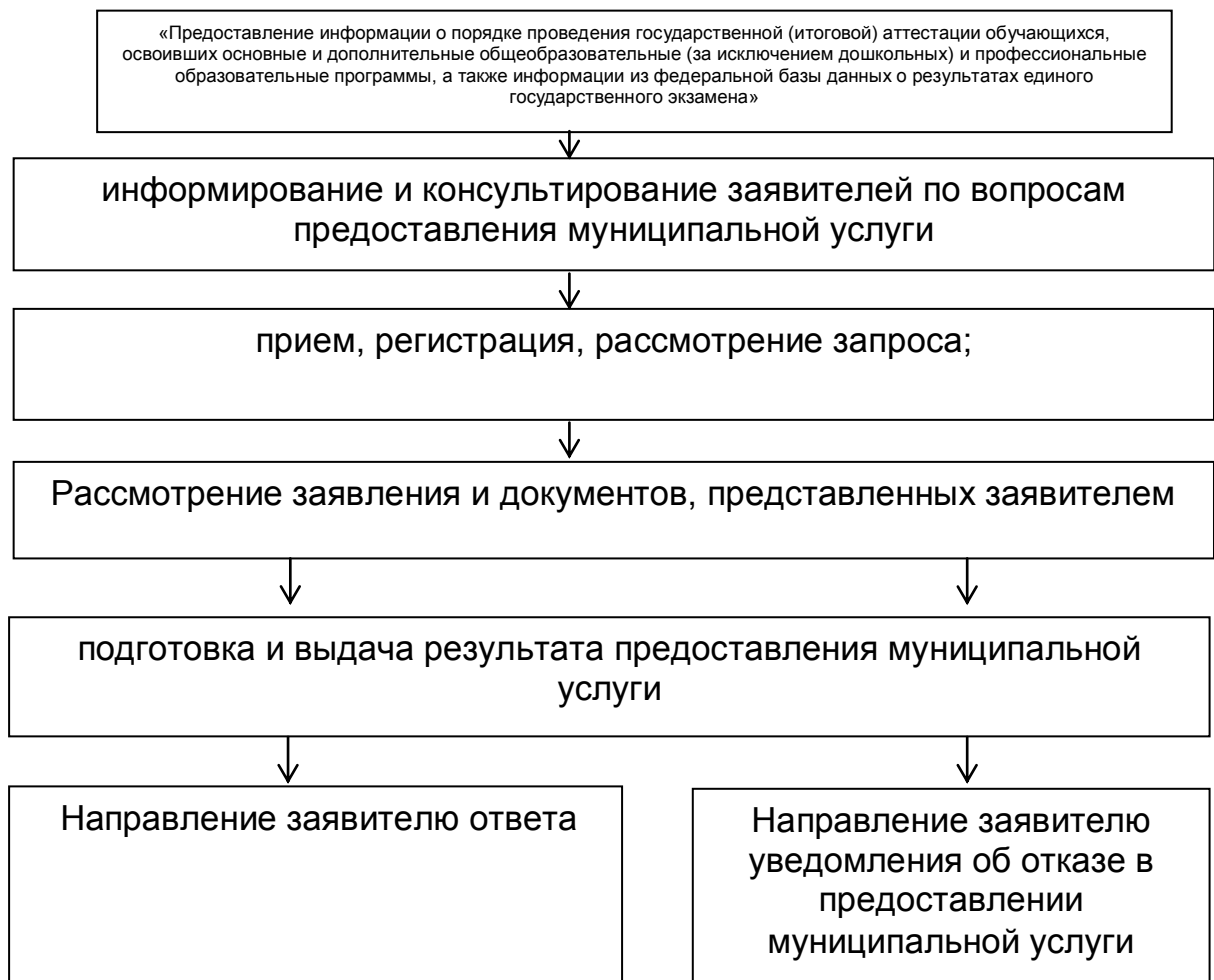 «Предоставление информации о порядке проведения государственной (итоговой) аттестации обучающихся,
освоивших основные и дополнительные общеобразовательные (за исключением дошкольных) и профессиональные
образовательные программы, а также информации из федеральной базы данных о результатах единого
государственного экзамена»
информирование и консультирование заявителей по вопросам
предоставления муниципальной услуги
прием, регистрация, рассмотрение запроса;
Рассмотрение заявления и документов, представленных заявителем
подготовка и выдача результата предоставления муниципальной
услуги
Направление заявителю ответа
Направление заявителю
уведомления об отказе в
предоставлении
муниципальной услуги